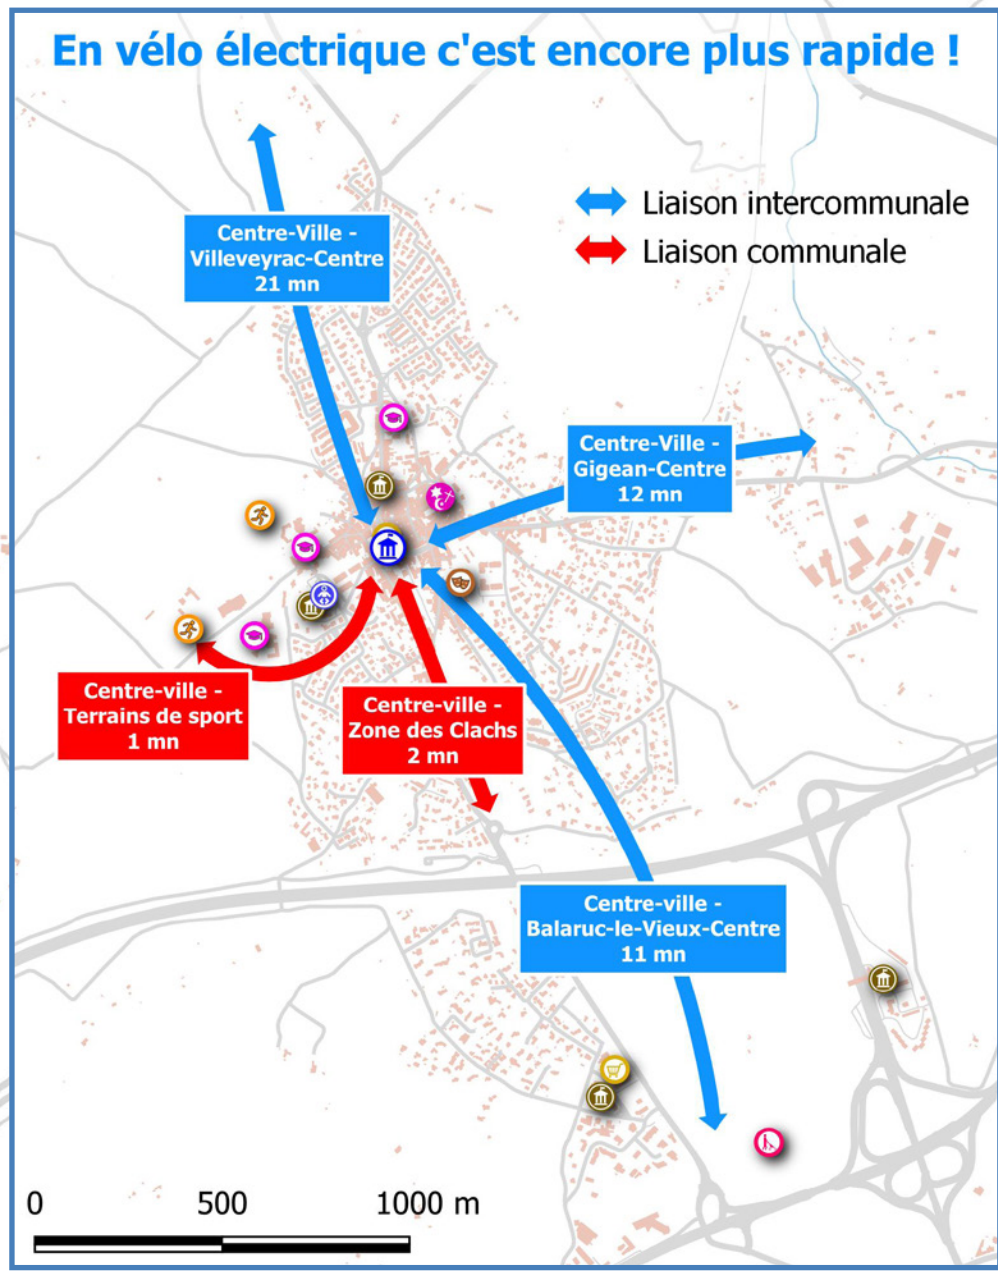 En vélo électrique c'est encore plus rapide !
Liaison intercommunale
Liaison communale
Centre-Ville -
Villeveyrac-Centre
21 mn
Centre-Ville -
Gigean-Centre
12 mn
Centre-ville -
Terrains de sport
1 mn
Centre-ville -
Zone des Clachs
2 mn
Centre-ville -
Balaruc-le-Vieux-Centre
11 mn
0 500 1000 m